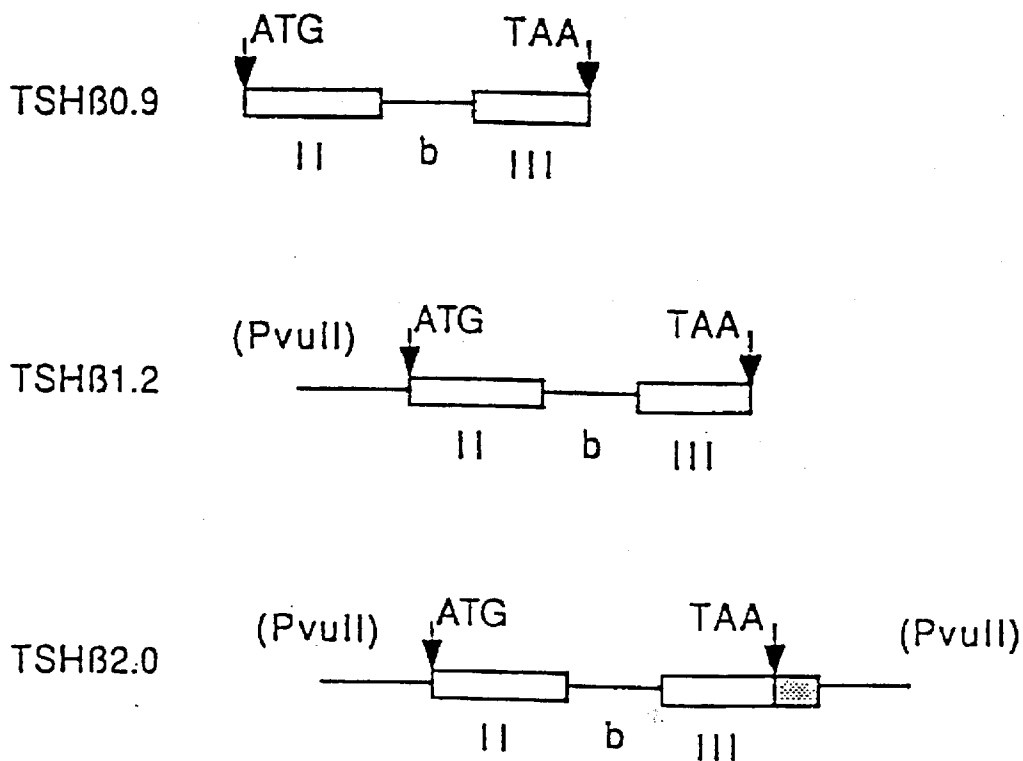 ATG TAA
TSHß0.9
II b III
(PvuII) ATG TAA
TSHß1.2
II b III
(PvuII) ATG TAA (PvuII)
TSHß2.0
II b III